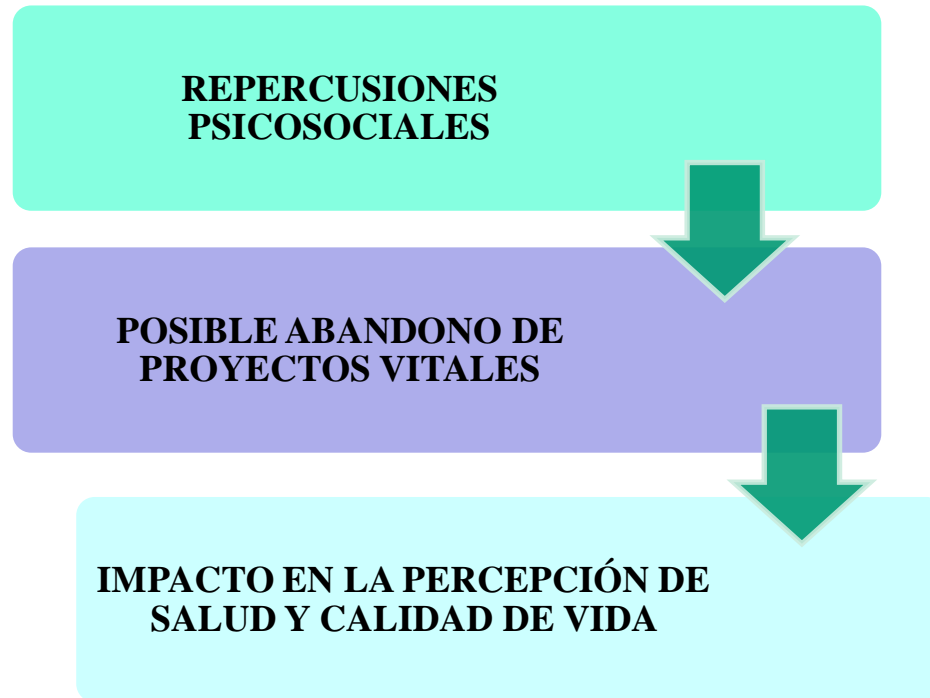 REPERCUSIONES
PSICOSOCIALES
POSIBLE ABANDONO DE
PROYECTOS VITALES
IMPACTO EN LA PERCEPCIÓN DE
SALUD Y CALIDAD DE VIDA